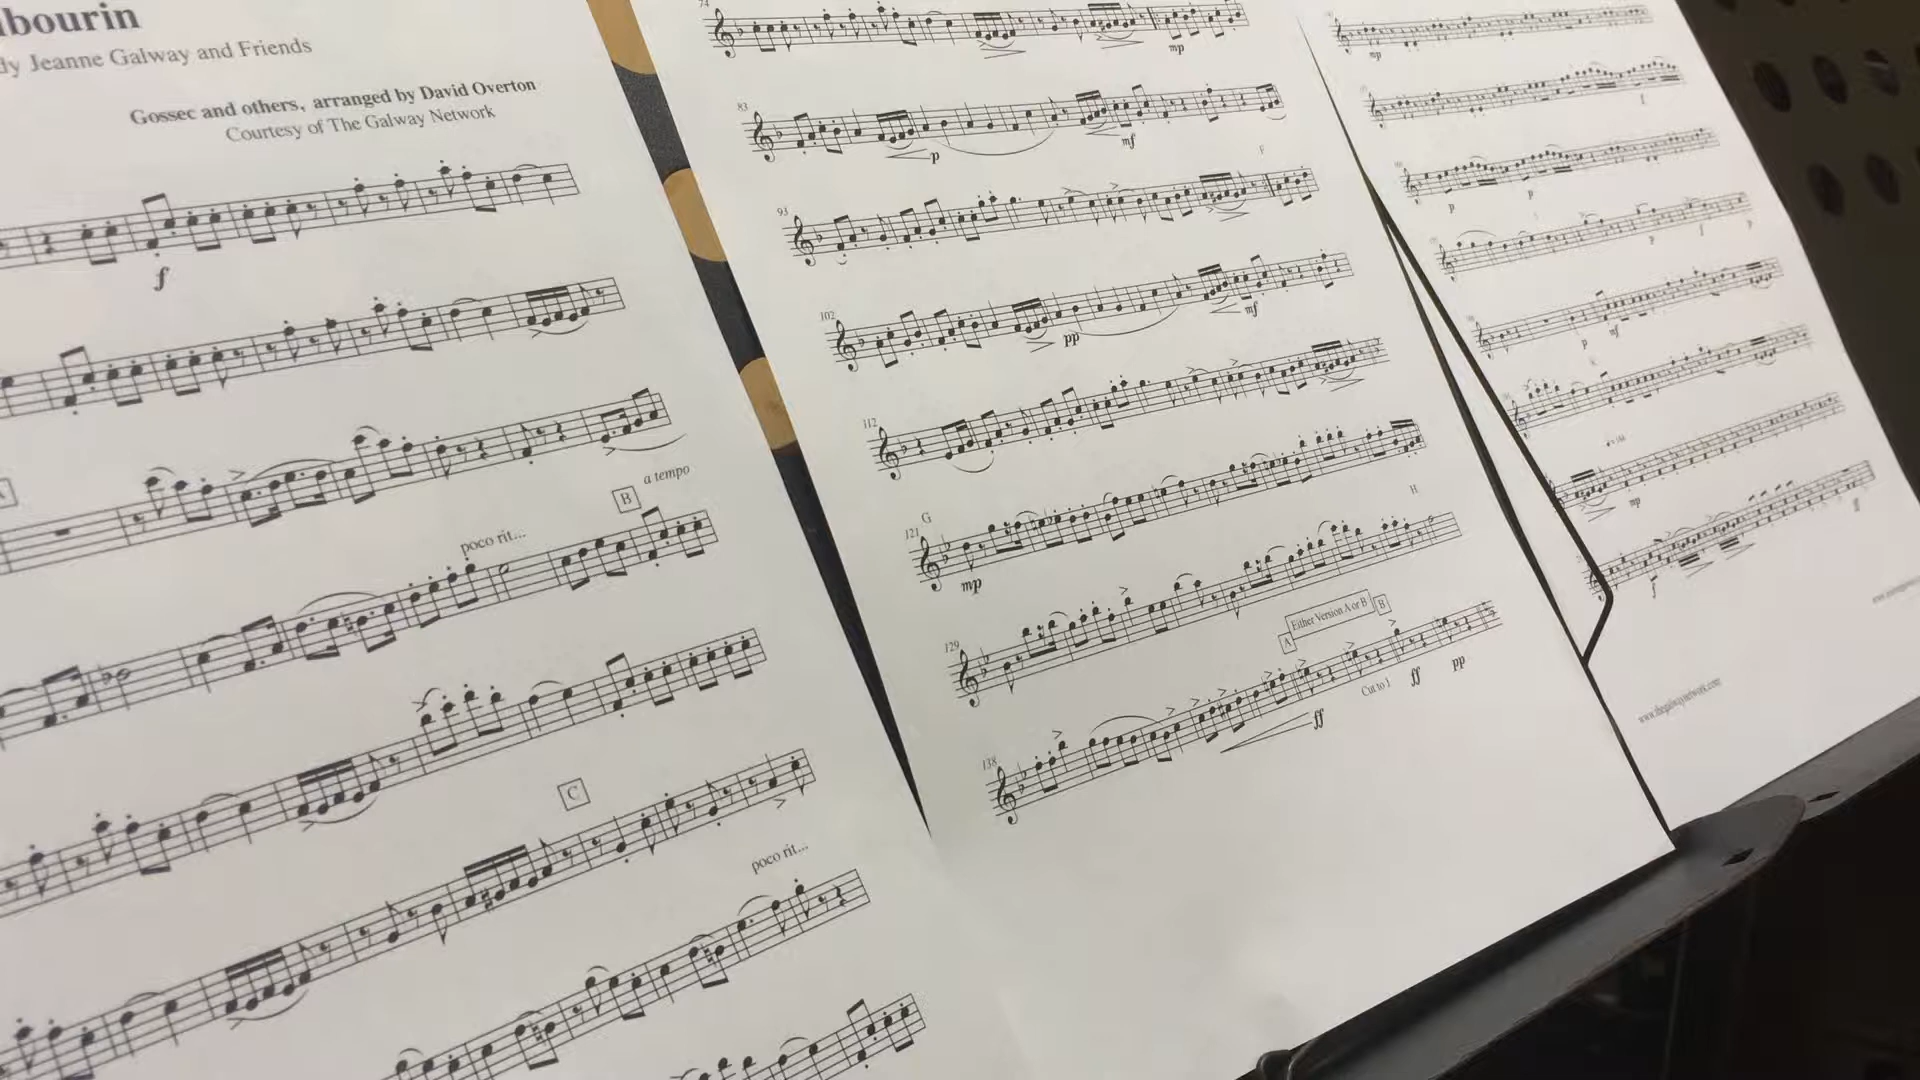 bourin
dy Jeanne Galway and Friends
Gossec and others, arranged by David Overton
Courtesy of The Galway Network
f
a tempo
B
poco rit...
C
poco rit...
74
mp
83
p
mf
93
F
102
pp
mf
112
121
G
mp
H
129
Either Version A or B
A
B
138
ff
Cut to 1
ff
pp
mp
f
p
p
p
f
p
p
mf
mp
f
ff
www.thegalwaynetwork.com